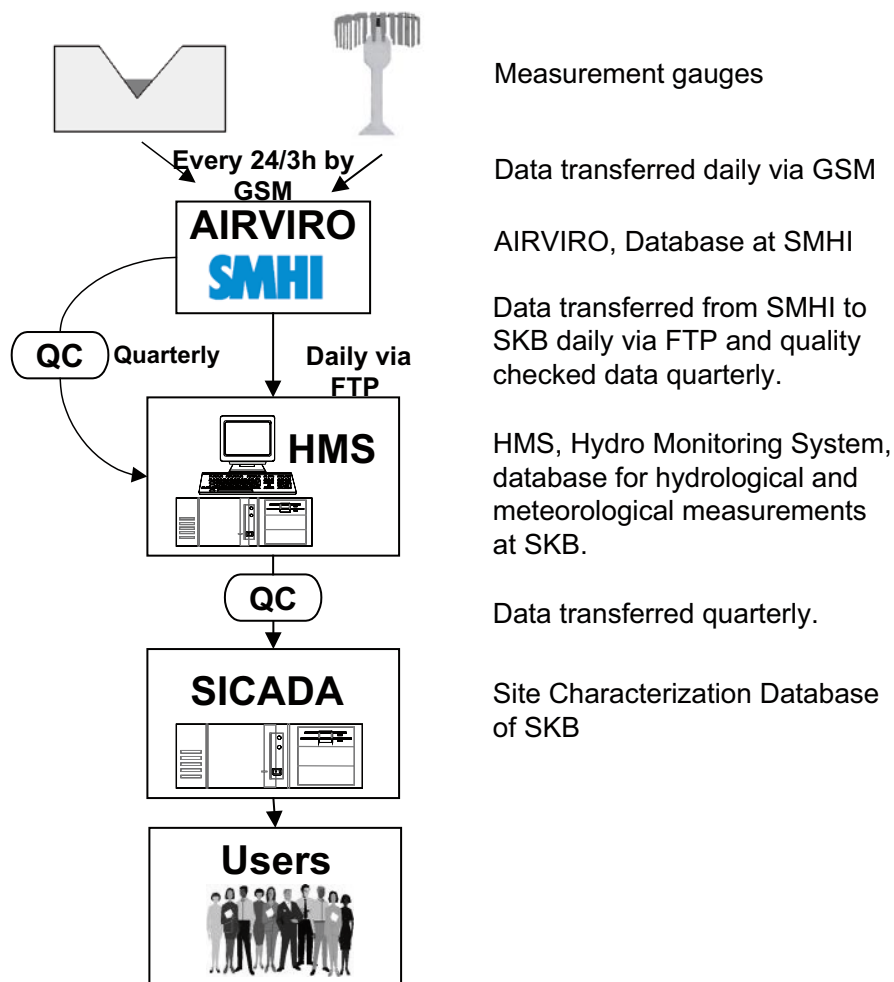 Measurement gauges
Every 24/3h by
GSM
Data transferred daily via GSM
AIRVIRO
SMHI
AIRVIRO, Database at SMHI
QC
Quarterly
Daily via
FTP
Data transferred from SMHI to
SKB daily via FTP and quality
checked data quarterly.
HMS
HMS, Hydro Monitoring System,
database for hydrological and
meteorological measurements
at SKB.
QC
Data transferred quarterly.
SICADA
Site Characterization Database
of SKB
Users